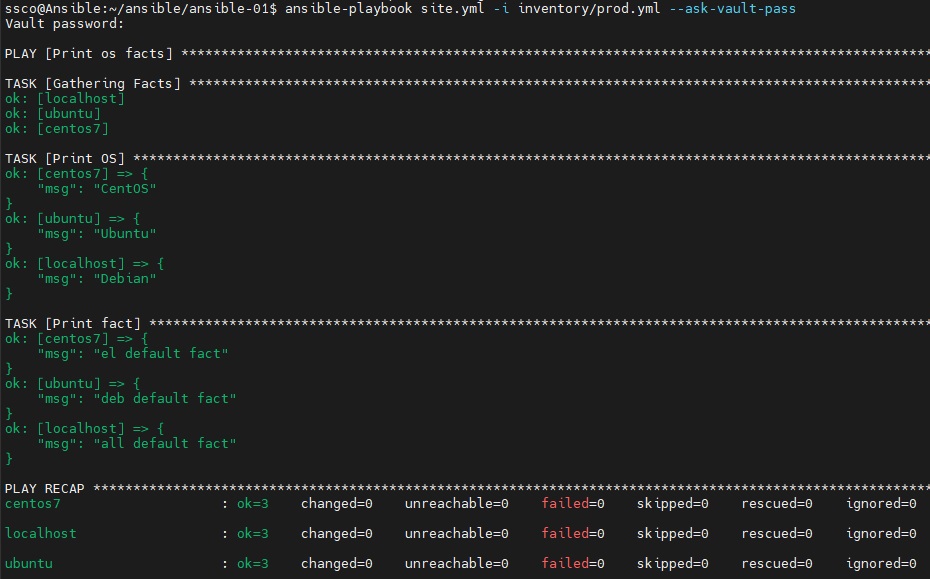 ssco@Ansible:~/ansible/ansible-01$ ansible-playbook site.yml -i inventory/prod.yml --ask-vault-pass
Vault password:
PLAY [Print os facts] *********************************************************************************************
TASK [Gathering Facts] ********************************************************************************************
ok: [localhost]
ok: [ubuntu]
ok: [centos7]
TASK [Print OS] ***************************************************************************************************
ok: [centos7] => {
    "msg": "CentOS"
}
ok: [ubuntu] => {
    "msg": "Ubuntu"
}
ok: [localhost] => {
    "msg": "Debian"
}
TASK [Print fact] *************************************************************************************************
ok: [centos7] => {
    "msg": "el default fact"
}
ok: [ubuntu] => {
    "msg": "deb default fact"
}
ok: [localhost] => {
    "msg": "all default fact"
}
PLAY RECAP ********************************************************************************************************
centos7                    : ok=3    changed=0    unreachable=0    failed=0    skipped=0    rescued=0    ignored=0
localhost                  : ok=3    changed=0    unreachable=0    failed=0    skipped=0    rescued=0    ignored=0
ubuntu                     : ok=3    changed=0    unreachable=0    failed=0    skipped=0    rescued=0    ignored=0